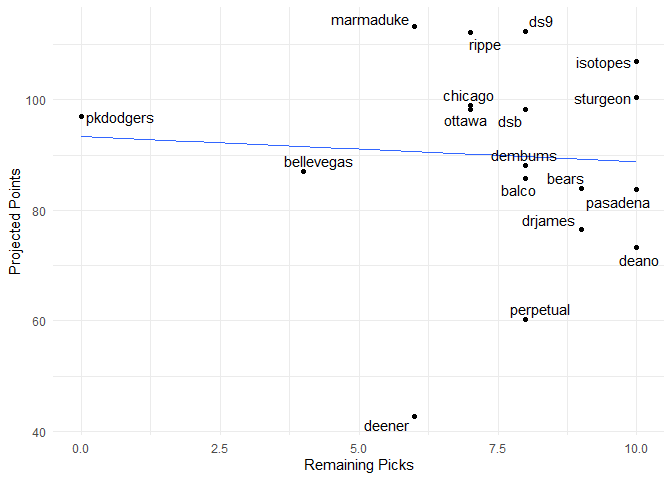 marmaduke
ds9
rippe
isotopes
chicago
sturgeon
100
pkdodgers
ottawa
dsb
bellevegas
dembums
bears
balco
pasadena
80
drjames
deano
perpetual
60
deener
40
0.0
2.5
5.0
7.5
10.0
Remaining Picks
Projected Points